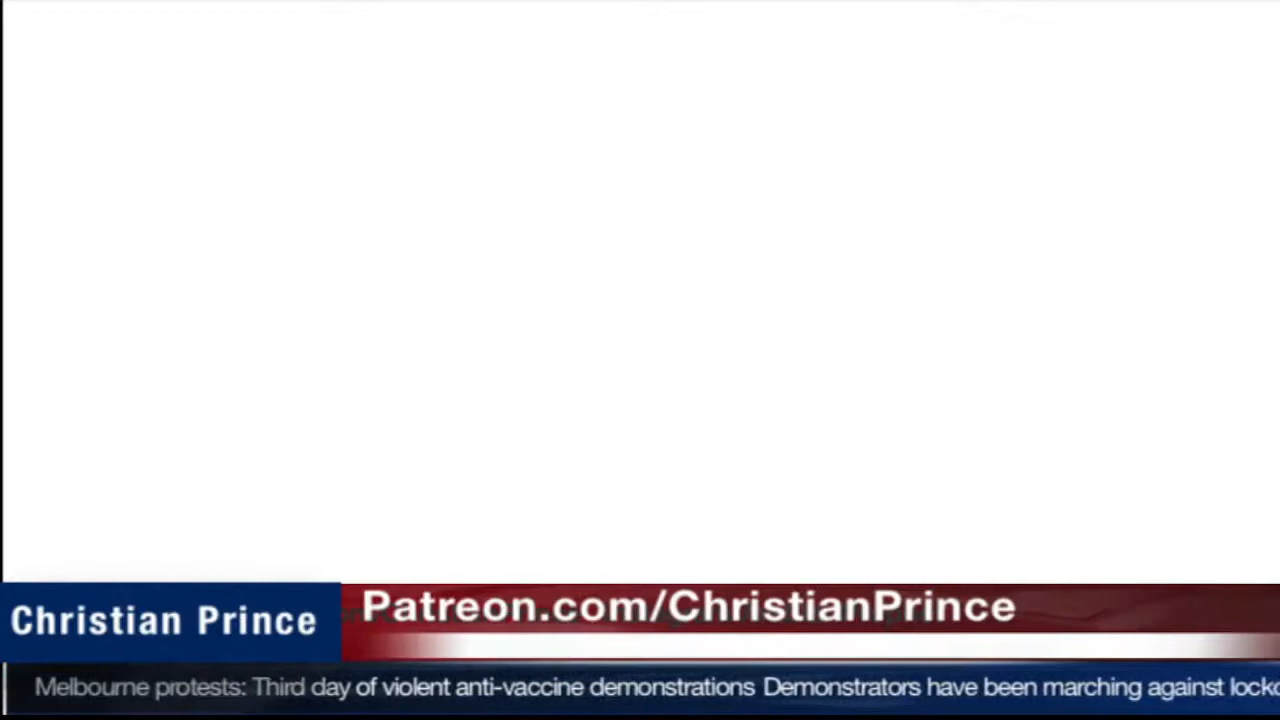 Patreon.com/ChristianPrince
Christian Prince
Melbourne protests: Third day of violent anti-vaccine demonstrations Demonstrators have been marching against